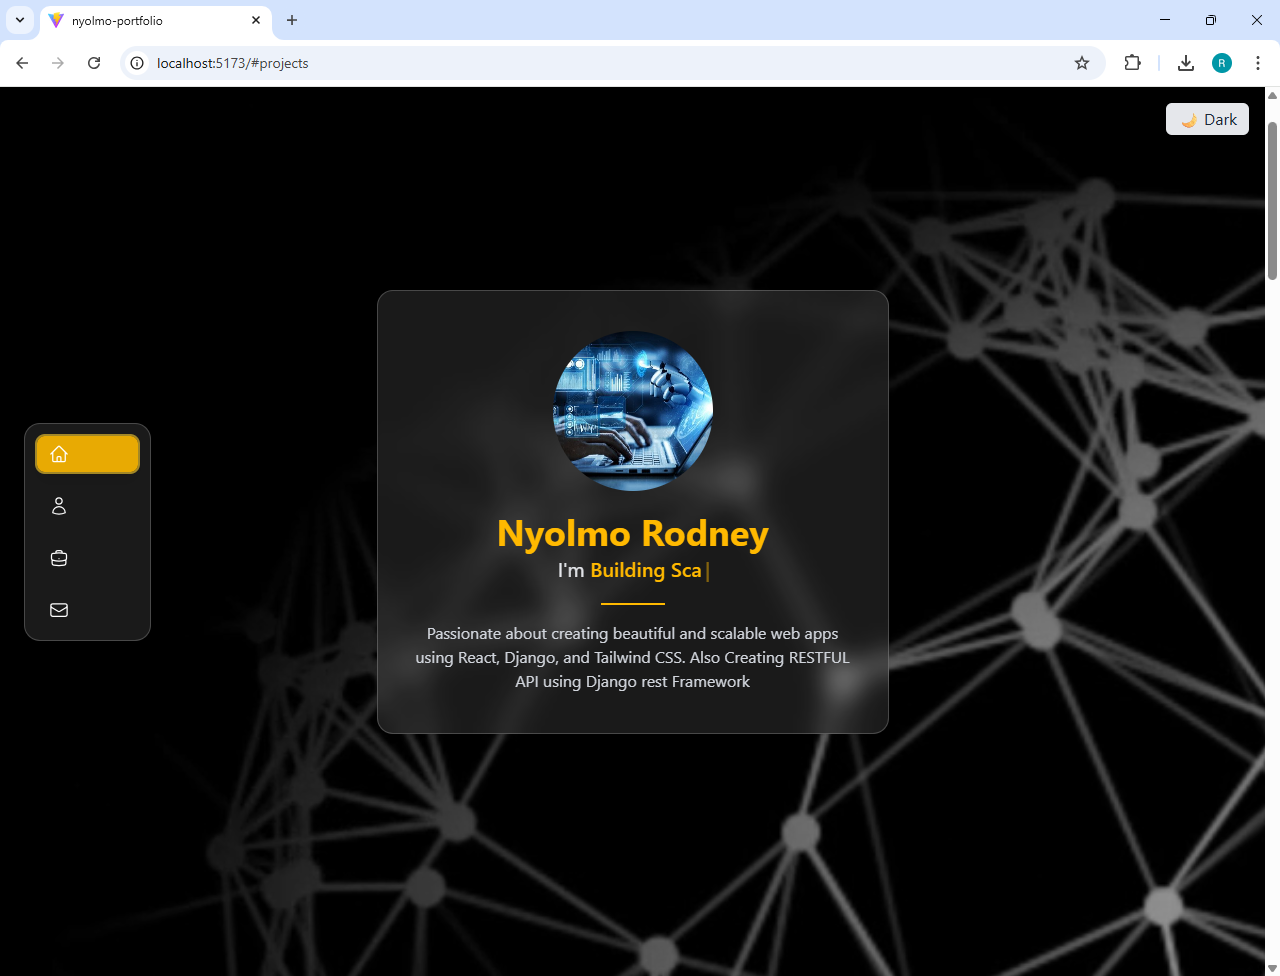 nyolmo-portfolio
localhost:5173/#projects
R
Dark
Nyolmo Rodney
I'm Building Sca|
Passionate about creating beautiful and scalable web apps
using React, Django, and Tailwind CSS. Also Creating RESTFUL
API using Django rest Framework